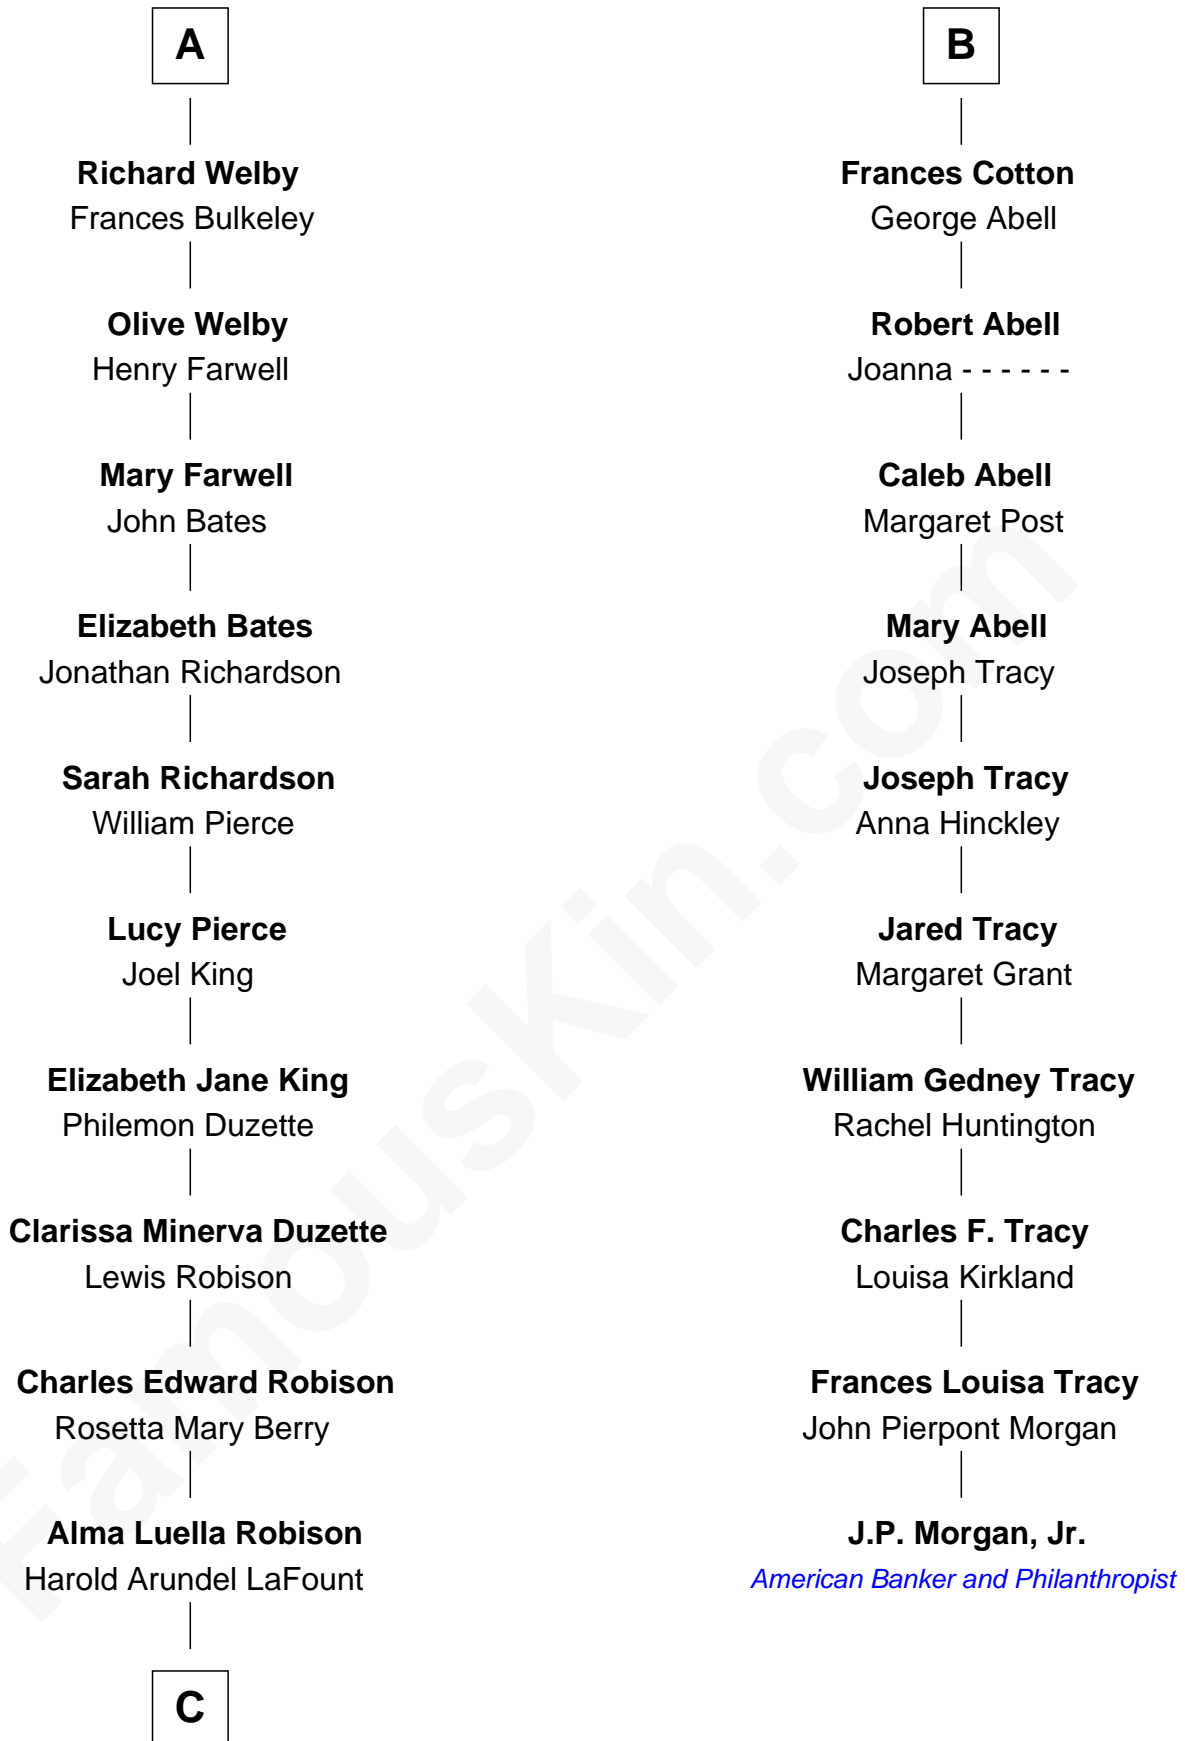 A
Richard Welby
Frances Bulkeley
Olive Welby
Henry Farwell
Mary Farwell
John Bates
Elizabeth Bates
Jonathan Richardson
Sarah Richardson
William Pierce
Lucy Pierce
Joel King
Elizabeth Jane King
Philemon Duzette
Clarissa Minerva Duzette
Lewis Robison
Charles Edward Robison
Rosetta Mary Berry
Alma Luella Robison
Harold Arundel LaFount
C
B
Frances Cotton
George Abell
Robert Abell
Joanna - - - - - -
Caleb Abell
Margaret Post
Mary Abell
Joseph Tracy
Joseph Tracy
Anna Hinckley
Jared Tracy
Margaret Grant
William Gedney Tracy
Rachel Huntington
Charles F. Tracy
Louisa Kirkland
Frances Louisa Tracy
John Pierpont Morgan
J.P. Morgan, Jr.
American Banker and Philanthropist
FamousKin.com